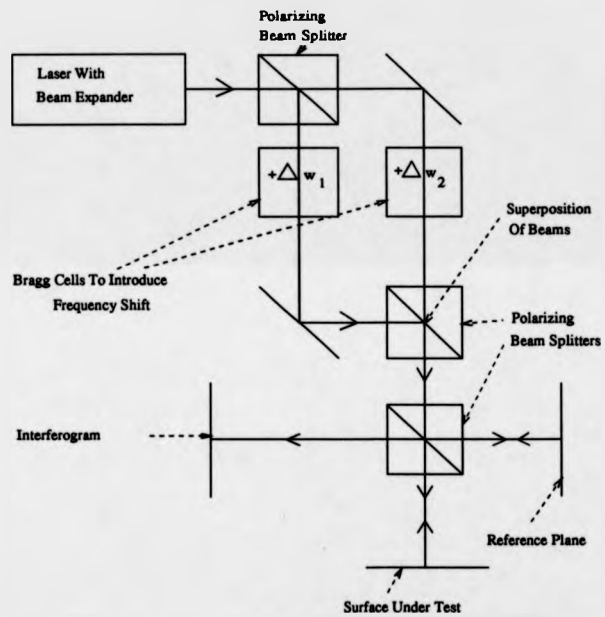 Polarizing
Beam Splitter
Laser With
Beam Expander
+△ w1
+△ w2
Superposition
Of Beams
Bragg Cells To Introduce
Frequency Shift
Polarizing
Beam Splitters
Interferogram
Reference Plane
Surface Under Test